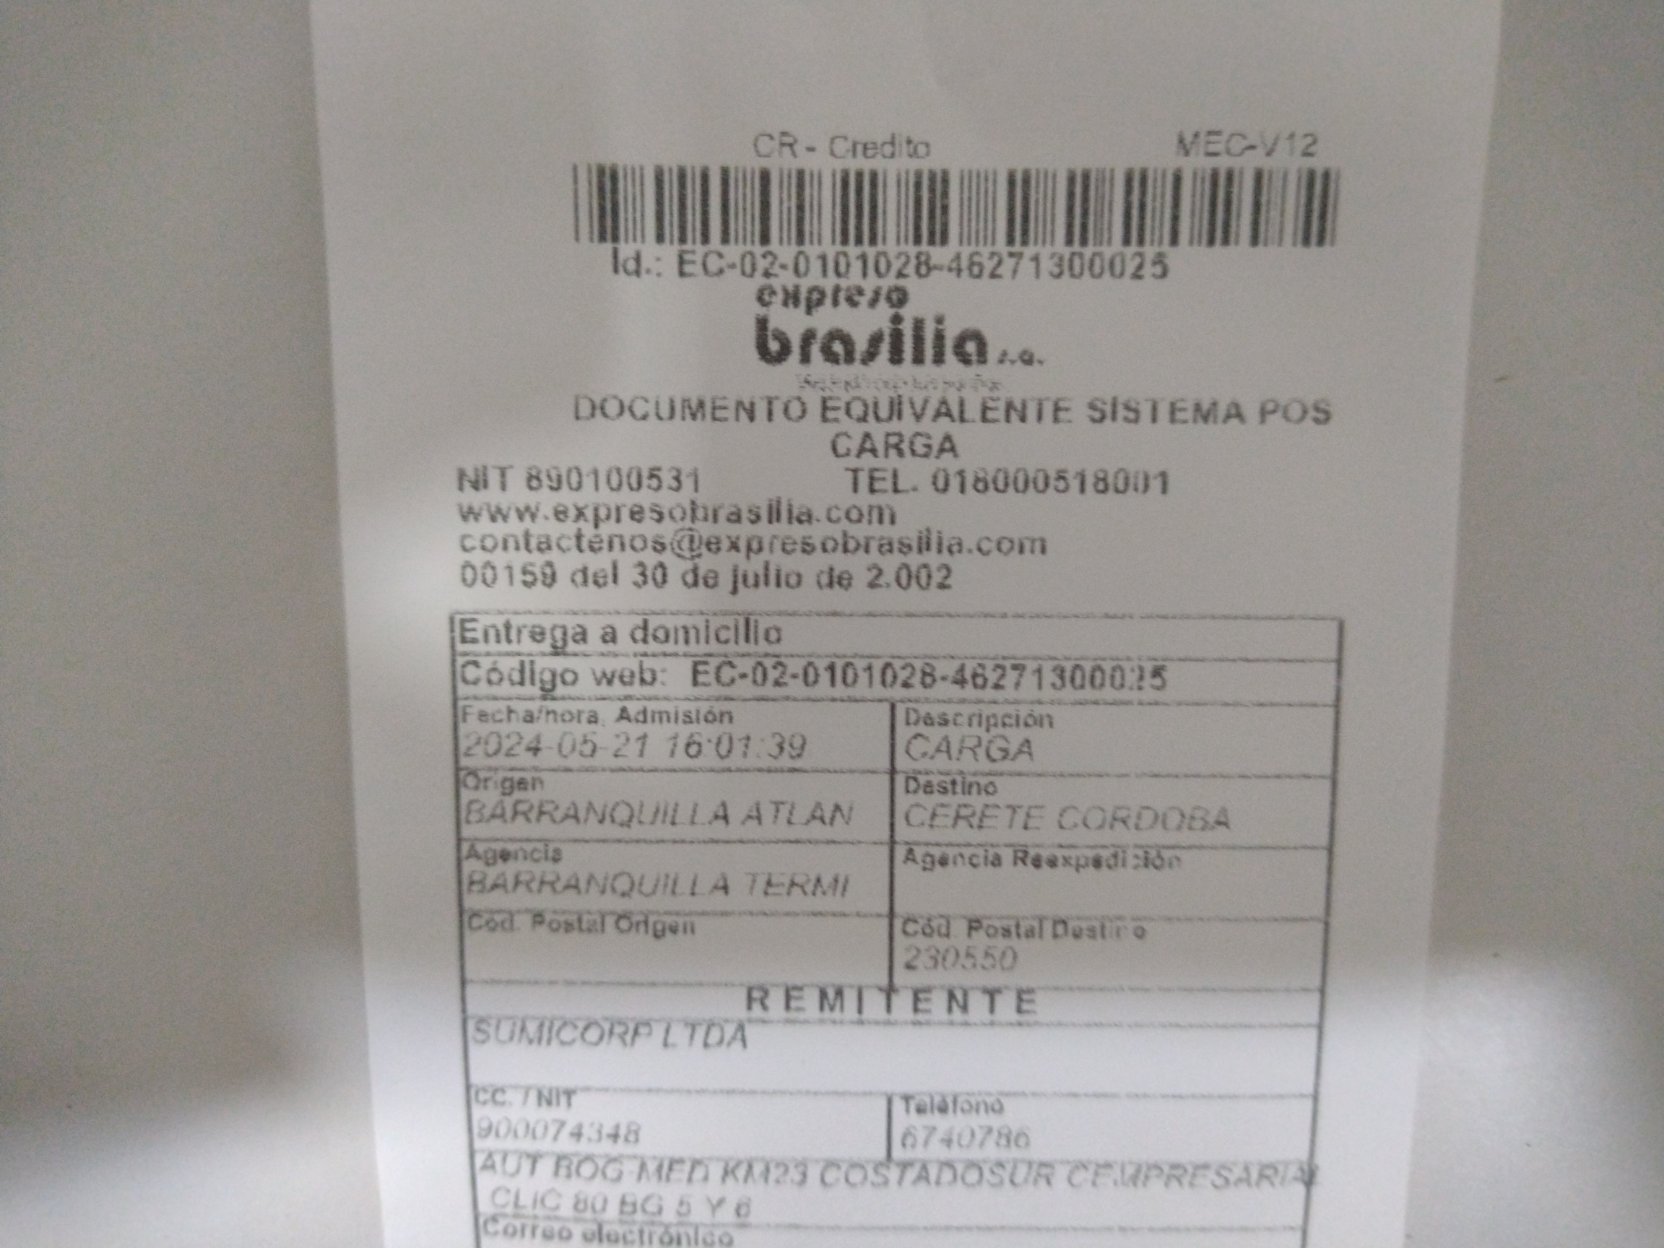 CR - Credito MEC-V12
Id.: EC-02-0101028-46271300025
expreso
brasilia s.a.
DOCUMENTO EQUIVALENTE SISTEMA POS
CARGA
NIT 890100531 TEL. 018000518001
www.expresobrasilia.com
contactenos@expresobrasilia.com
00159 del 30 de julio de 2.002
Entrega a domicilio
Código web: EC-02-0101028-46271300025
Fecha/hora, Admisión Descripción
2024-05-21 16:01:39 CARGA
Origen Destino
BARRANQUILLA ATLAN CERETE CORDOBA
Agencia Agencia Reexpedición
BARRANQUILLA TERMI
Cód. Postal Origen Cód. Postal Destino
230550
REMITENTE
SUMICORP LTDA
CC. / NIT Teléfono
900074348 6740786
AUT BOG MED KM23 COSTADOSUR CEMPRESARIAL
CLIC 80 BG 5 Y 6
Correo electrónico